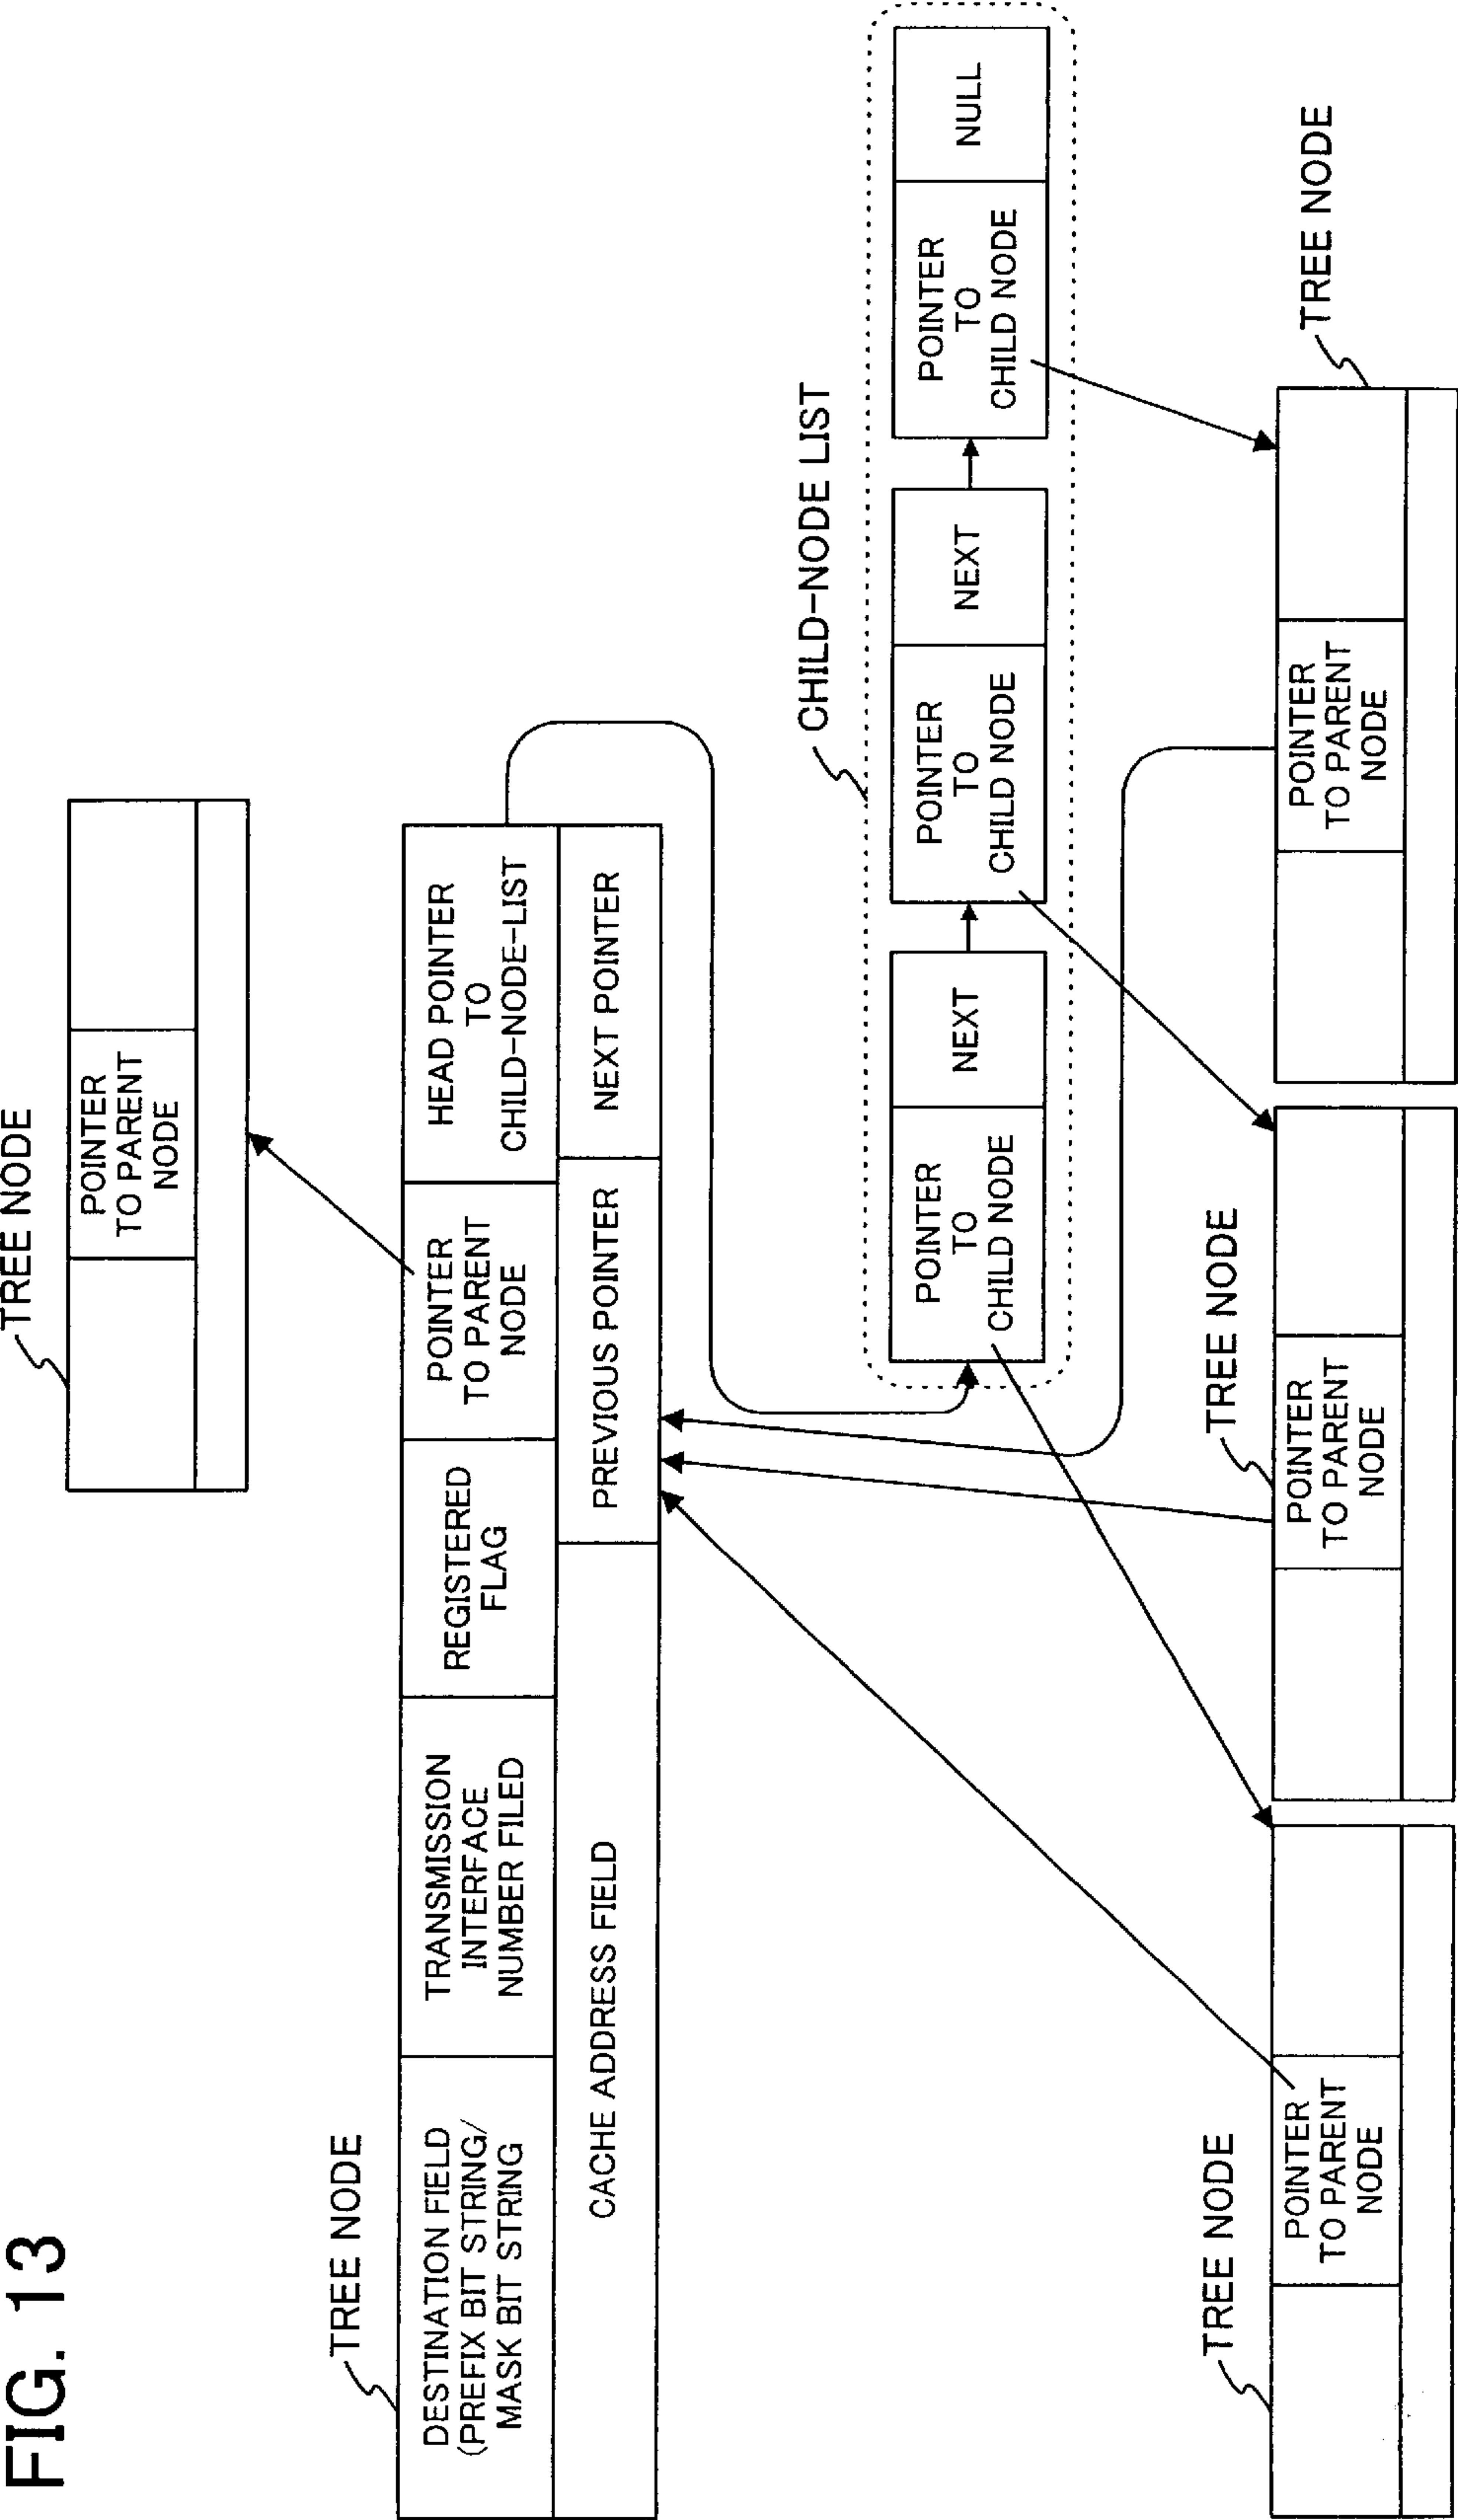 FIG. 13
TREE NODE
POINTER
TO PARENT
NODE
TREE NODE
DESTINATION FIELD
(PREFIX BIT STRING/
MASK BIT STRING
TRANSMISSION
INTERFACE
NUMBER FILED
REGISTERED
FLAG
POINTER
TO PARENT
NODE
HEAD POINTER
TO
CHILD-NODE-LIST
CACHE ADDRESS FIELD
PREVIOUS POINTER
NEXT POINTER
CHILD-NODE LIST
POINTER
TO
CHILD NODE
NEXT
POINTER
TO
CHILD NODE
NEXT
POINTER
TO
CHILD NODE
NULL
TREE NODE
POINTER
TO PARENT
NODE
TREE NODE
POINTER
TO PARENT
NODE
TREE NODE
POINTER
TO PARENT
NODE